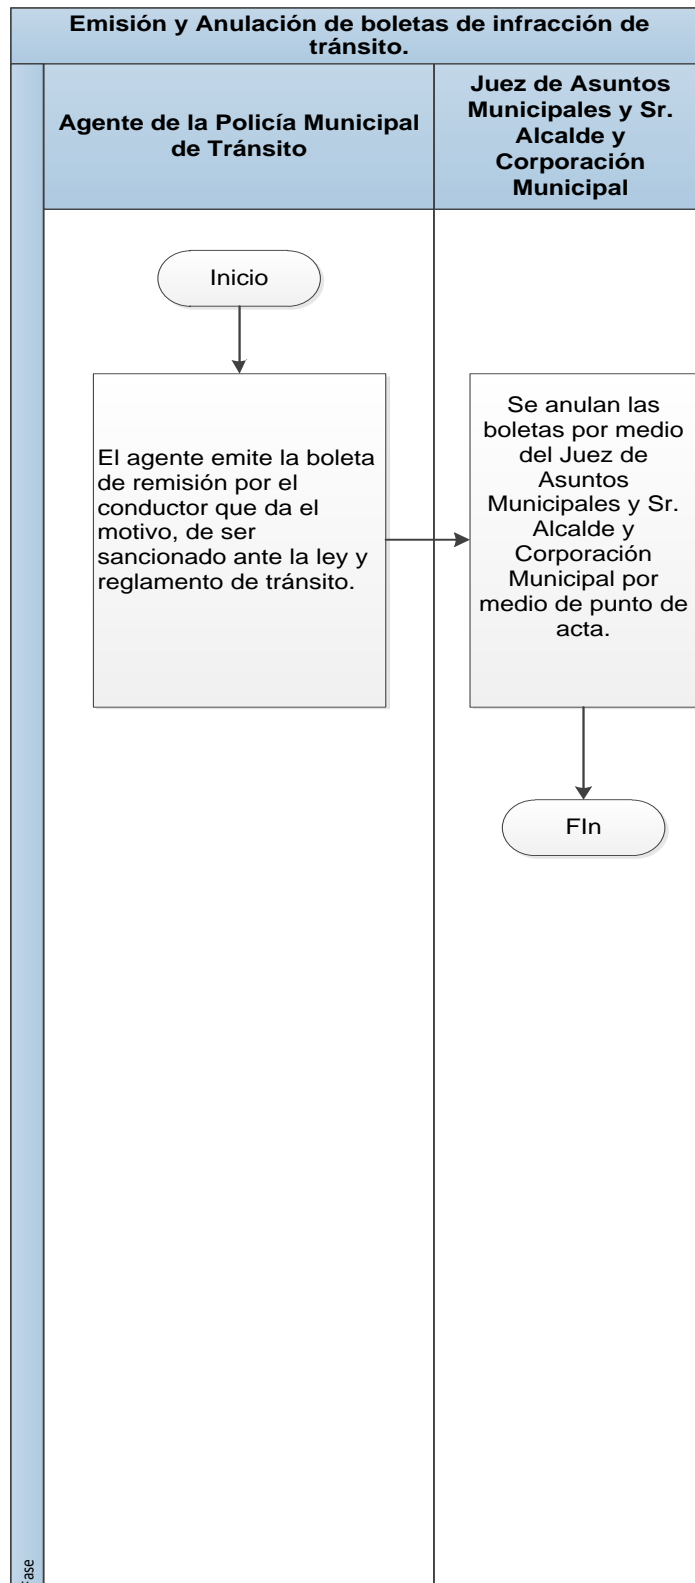 Emisión y Anulación de boletas de infracción de
tránsito.
Agente de la Policía Municipal
de Tránsito
Juez de Asuntos
Municipales y Sr.
Alcalde y
Corporación
Municipal
Inicio
El agente emite la boleta
de remisión por el
conductor que da el
motivo, de ser
sancionado ante la ley y
reglamento de tránsito.
Se anulan las
boletas por medio
del Juez de
Asuntos
Municipales y Sr.
Alcalde y
Corporación
Municipal por
medio de punto de
acta.
FIn